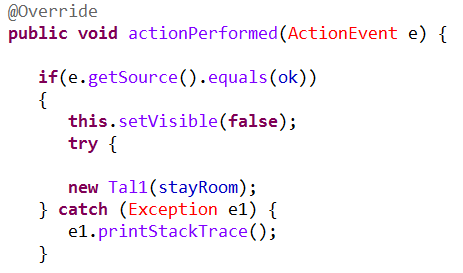 @Override
public void actionPerformed(ActionEvent e) {
if(e.getSource().equals(ok))
{
this.setVisible(false);
try {
new Tal1(stayRoom);
} catch (Exception e1) {
e1.printStackTrace();
}